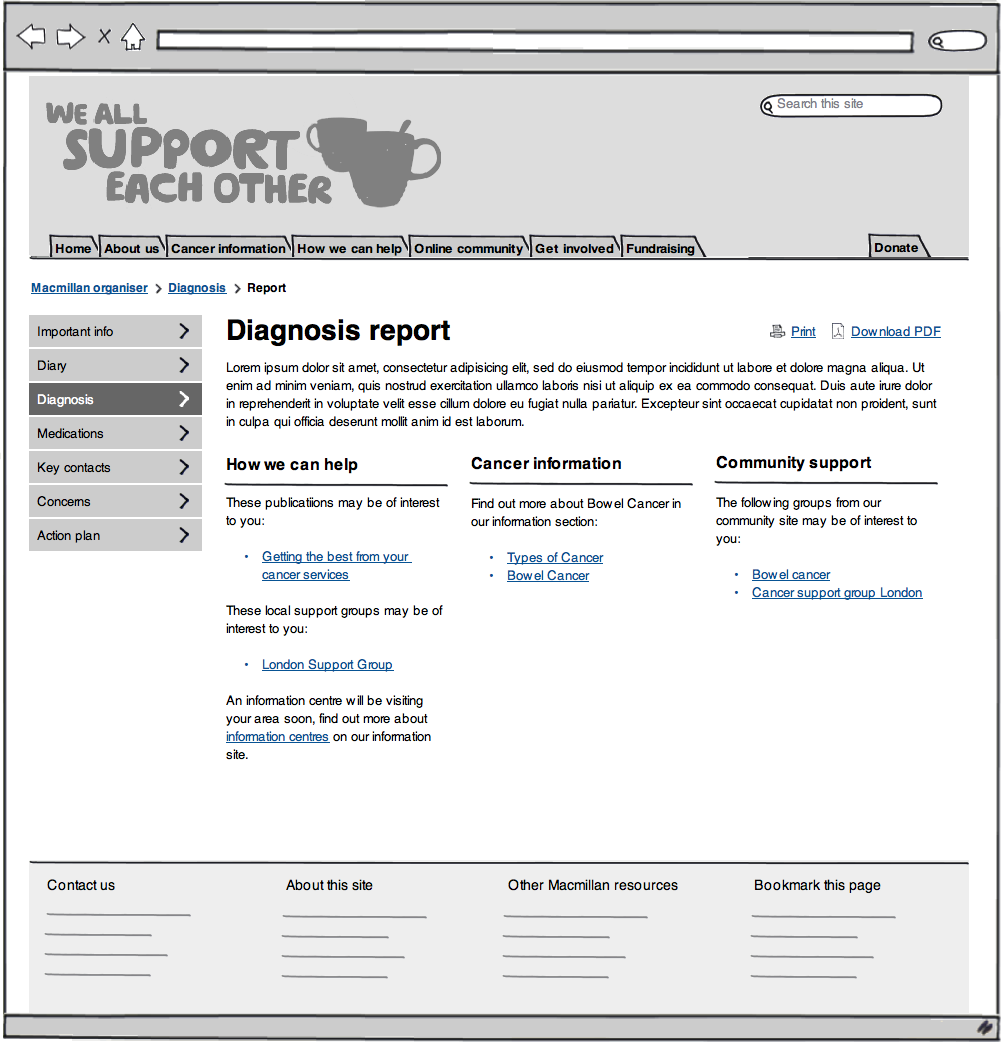 WE ALL
SUPPORT
EACH OTHER
Search this site
Home About us Cancer information How we can help Online community Get involved Fundraising Donate
Macmillan organiser Diagnosis Report
Important info
Diary
Diagnosis
Medications
Key contacts
Concerns
Action plan
Diagnosis report
Print Download PDF
Lorem ipsum dolor sit amet, consectetur adipisicing elit, sed do eiusmod tempor incididunt ut labore et dolore magna aliqua. Ut
enim ad minim veniam, quis nostrud exercitation ullamco laboris nisi ut aliquip ex ea commodo consequat. Duis aute irure dolor
in reprehenderit in voluptate velit esse cillum dolore eu fugiat nulla pariatur. Excepteur sint occaecat cupidatat non proident, sunt
in culpa qui officia deserunt mollit anim id est laborum.
How we can help
These publicatiions may be of interest
to you:
• Getting the best from your
cancer services
These local support groups may be of
interest to you:
• London Support Group
An information centre will be visiting
your area soon, find out more about
information centres on our information
site.
Cancer information
Find out more about Bowel Cancer in
our information section:
• Types of Cancer
• Bowel Cancer
Community support
The following groups from our
community site may be of interest to
you:
• Bowel cancer
• Cancer support group London
Contact us
About this site
Other Macmillan resources
Bookmark this page